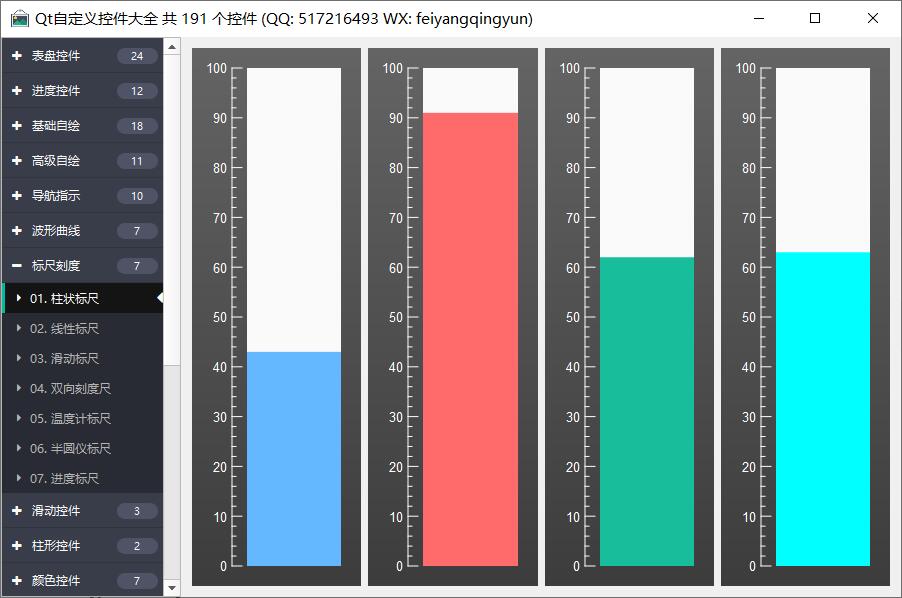 Qt自定义控件大全 共 191 个控件 (QQ: 517216493 WX: feiyangqingyun)
表盘控件 24
进度控件 12
基础自绘 18
高级自绘 11
导航指示 10
波形曲线 7
标尺刻度 7
01. 柱状标尺
02. 线性标尺
03. 滑动标尺
04. 双向刻度尺
05. 温度计标尺
06. 半圆仪标尺
07. 进度标尺
滑动控件 3
柱形控件 2
颜色控件 7
100 100 100 100
90 90 90 90
80 80 80 80
70 70 70 70
60 60 60 60
50 50 50 50
40 40 40 40
30 30 30 30
20 20 20 20
10 10 10 10
0 0 0 0